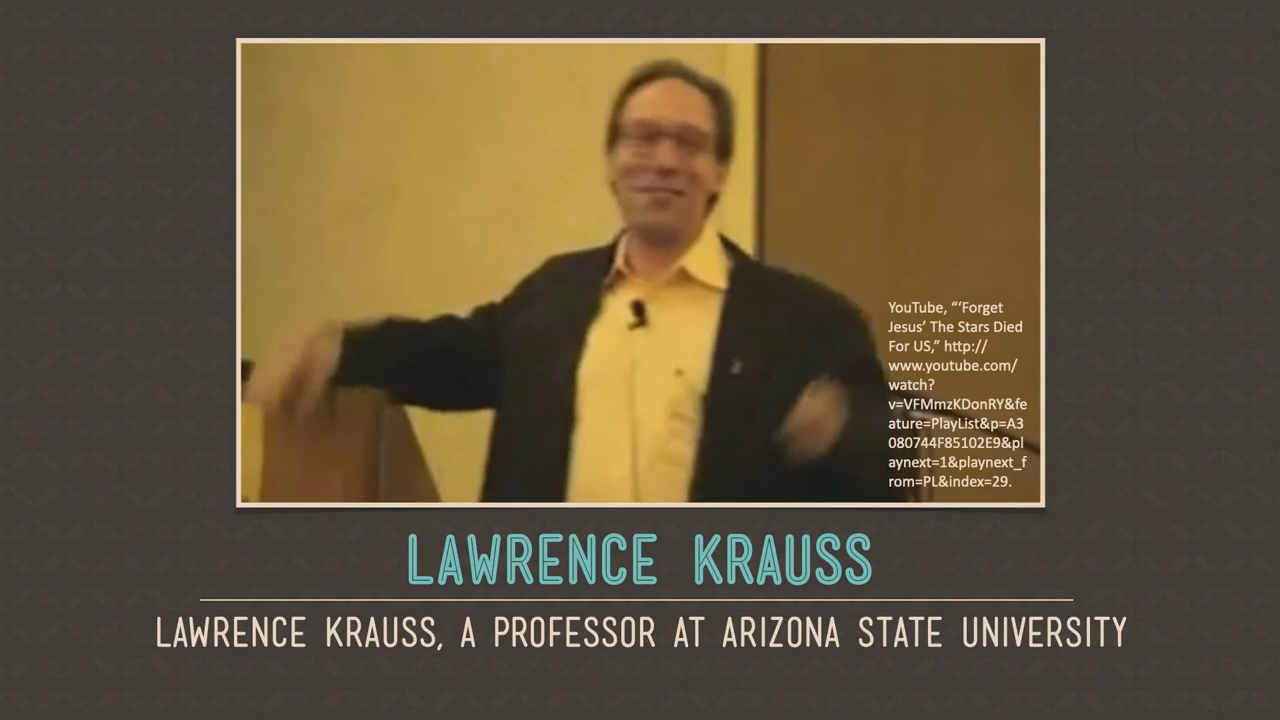 YouTube, “‘Forget
Jesus’ The Stars Died
For US,” http://
www.youtube.com/
watch?
v=VFMmzKDonRY&fe
ature=PlayList&p=A3
080744F85102E9&pl
aynext=1&playnext_f
rom=PL&index=29.
LAWRENCE KRAUSS
LAWRENCE KRAUSS, A PROFESSOR AT ARIZONA STATE UNIVERSITY